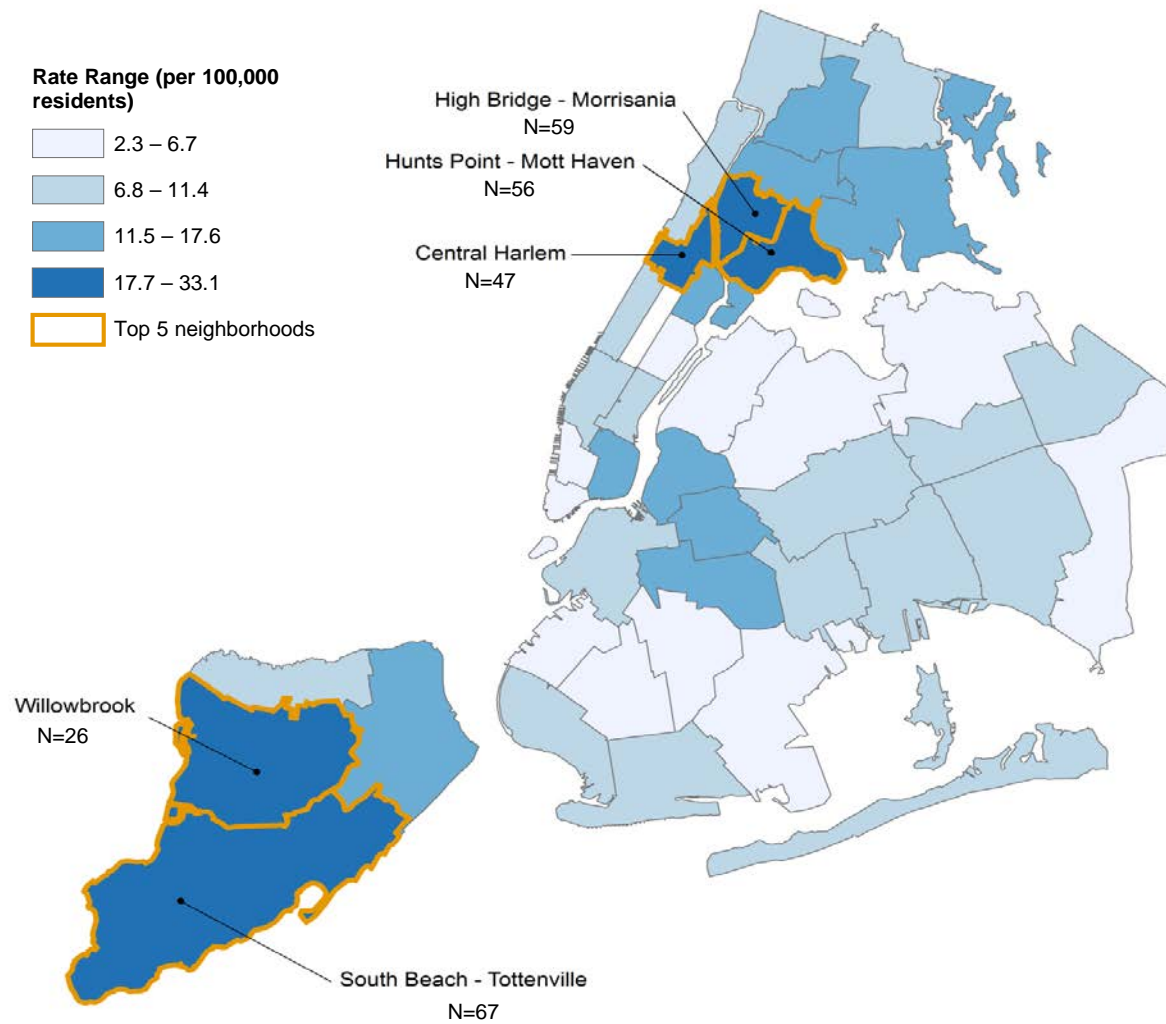 Rate Range (per 100,000
residents)
2.3 – 6.7
6.8 – 11.4
11.5 – 17.6
17.7 – 33.1
Top 5 neighborhoods
High Bridge - Morrisania
N=59
Hunts Point - Mott Haven
N=56
Central Harlem
N=47
Willowbrook
N=26
South Beach - Tottenville
N=67